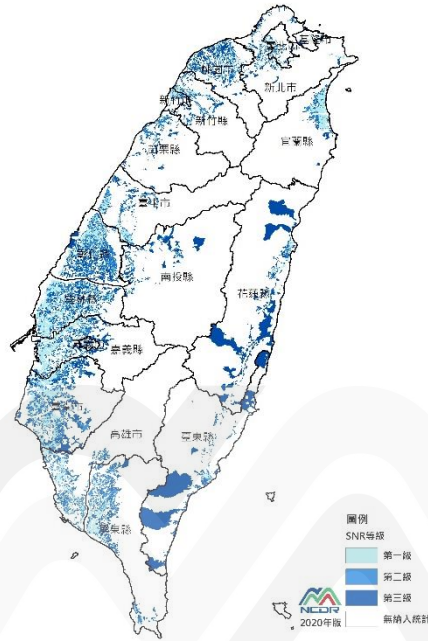 基隆市
桃園市
新北市
新竹市
新竹縣
宜蘭縣
苗栗縣
臺中市
彰化縣
南投縣
花蓮縣
雲林縣
嘉義縣
高雄市
臺東縣
屏東縣
圖例
SNR等級
第一級
第二級
第三級
無納入統計
NCDR
2020年版